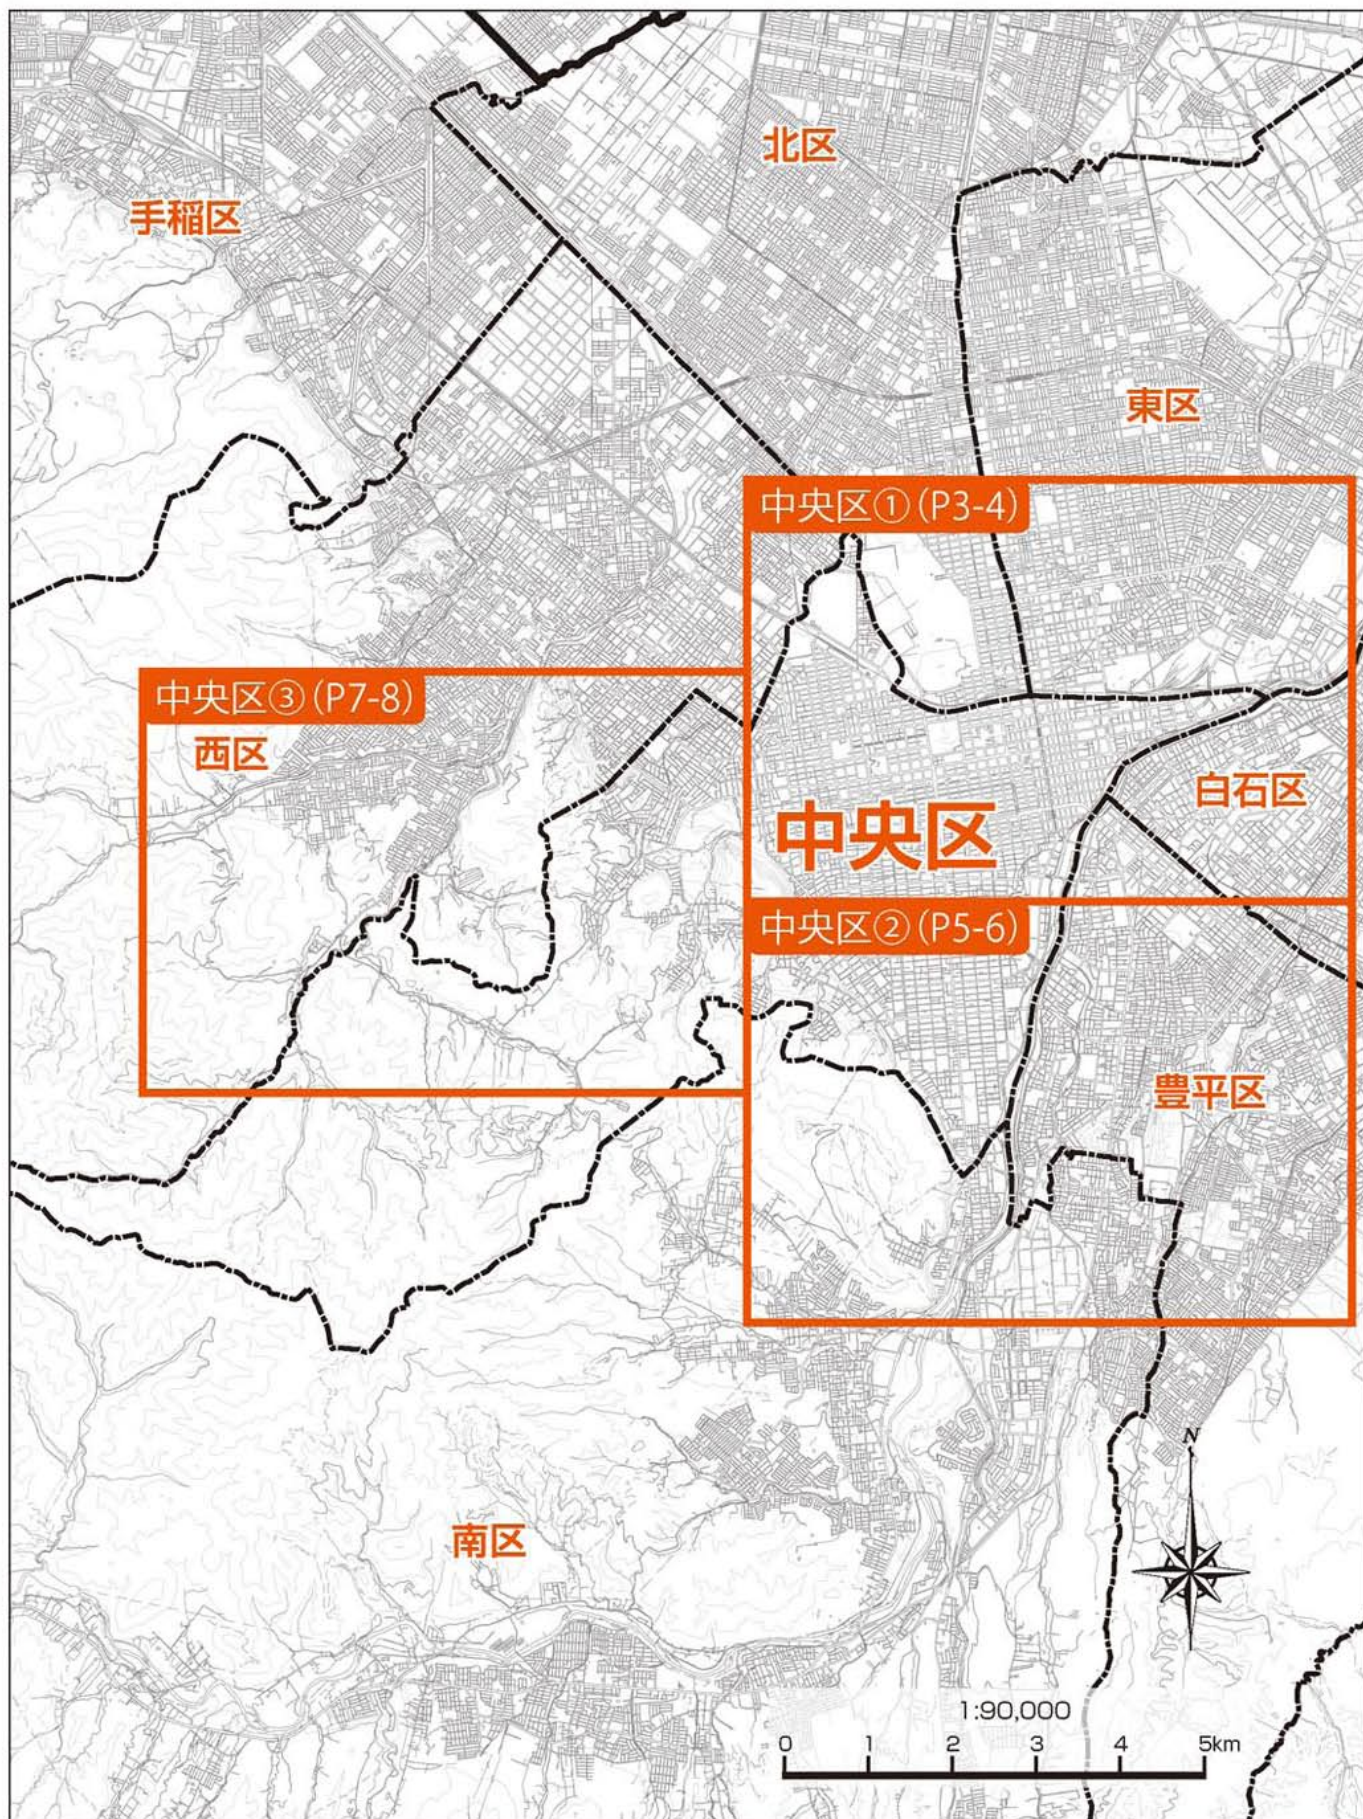 北区
手稲区
東区
中央区①(P3-4)
中央区③(P7-8)
西区
白石区
中央区
中央区②(P5-6)
豊平区
N
南区
1:90,000
0 1 2 3 4 5km